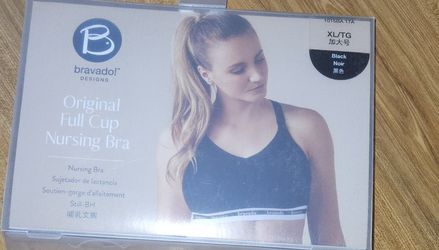 bravado!
DESIGNS
Original
Full Cup
Nursing Bra
Nursing Bra
Sujetador de lactancia
Soutien-gorge d'allaitement
Still-BH
哺乳文胸
XL/TG
加大号
Black
Noir
黑色